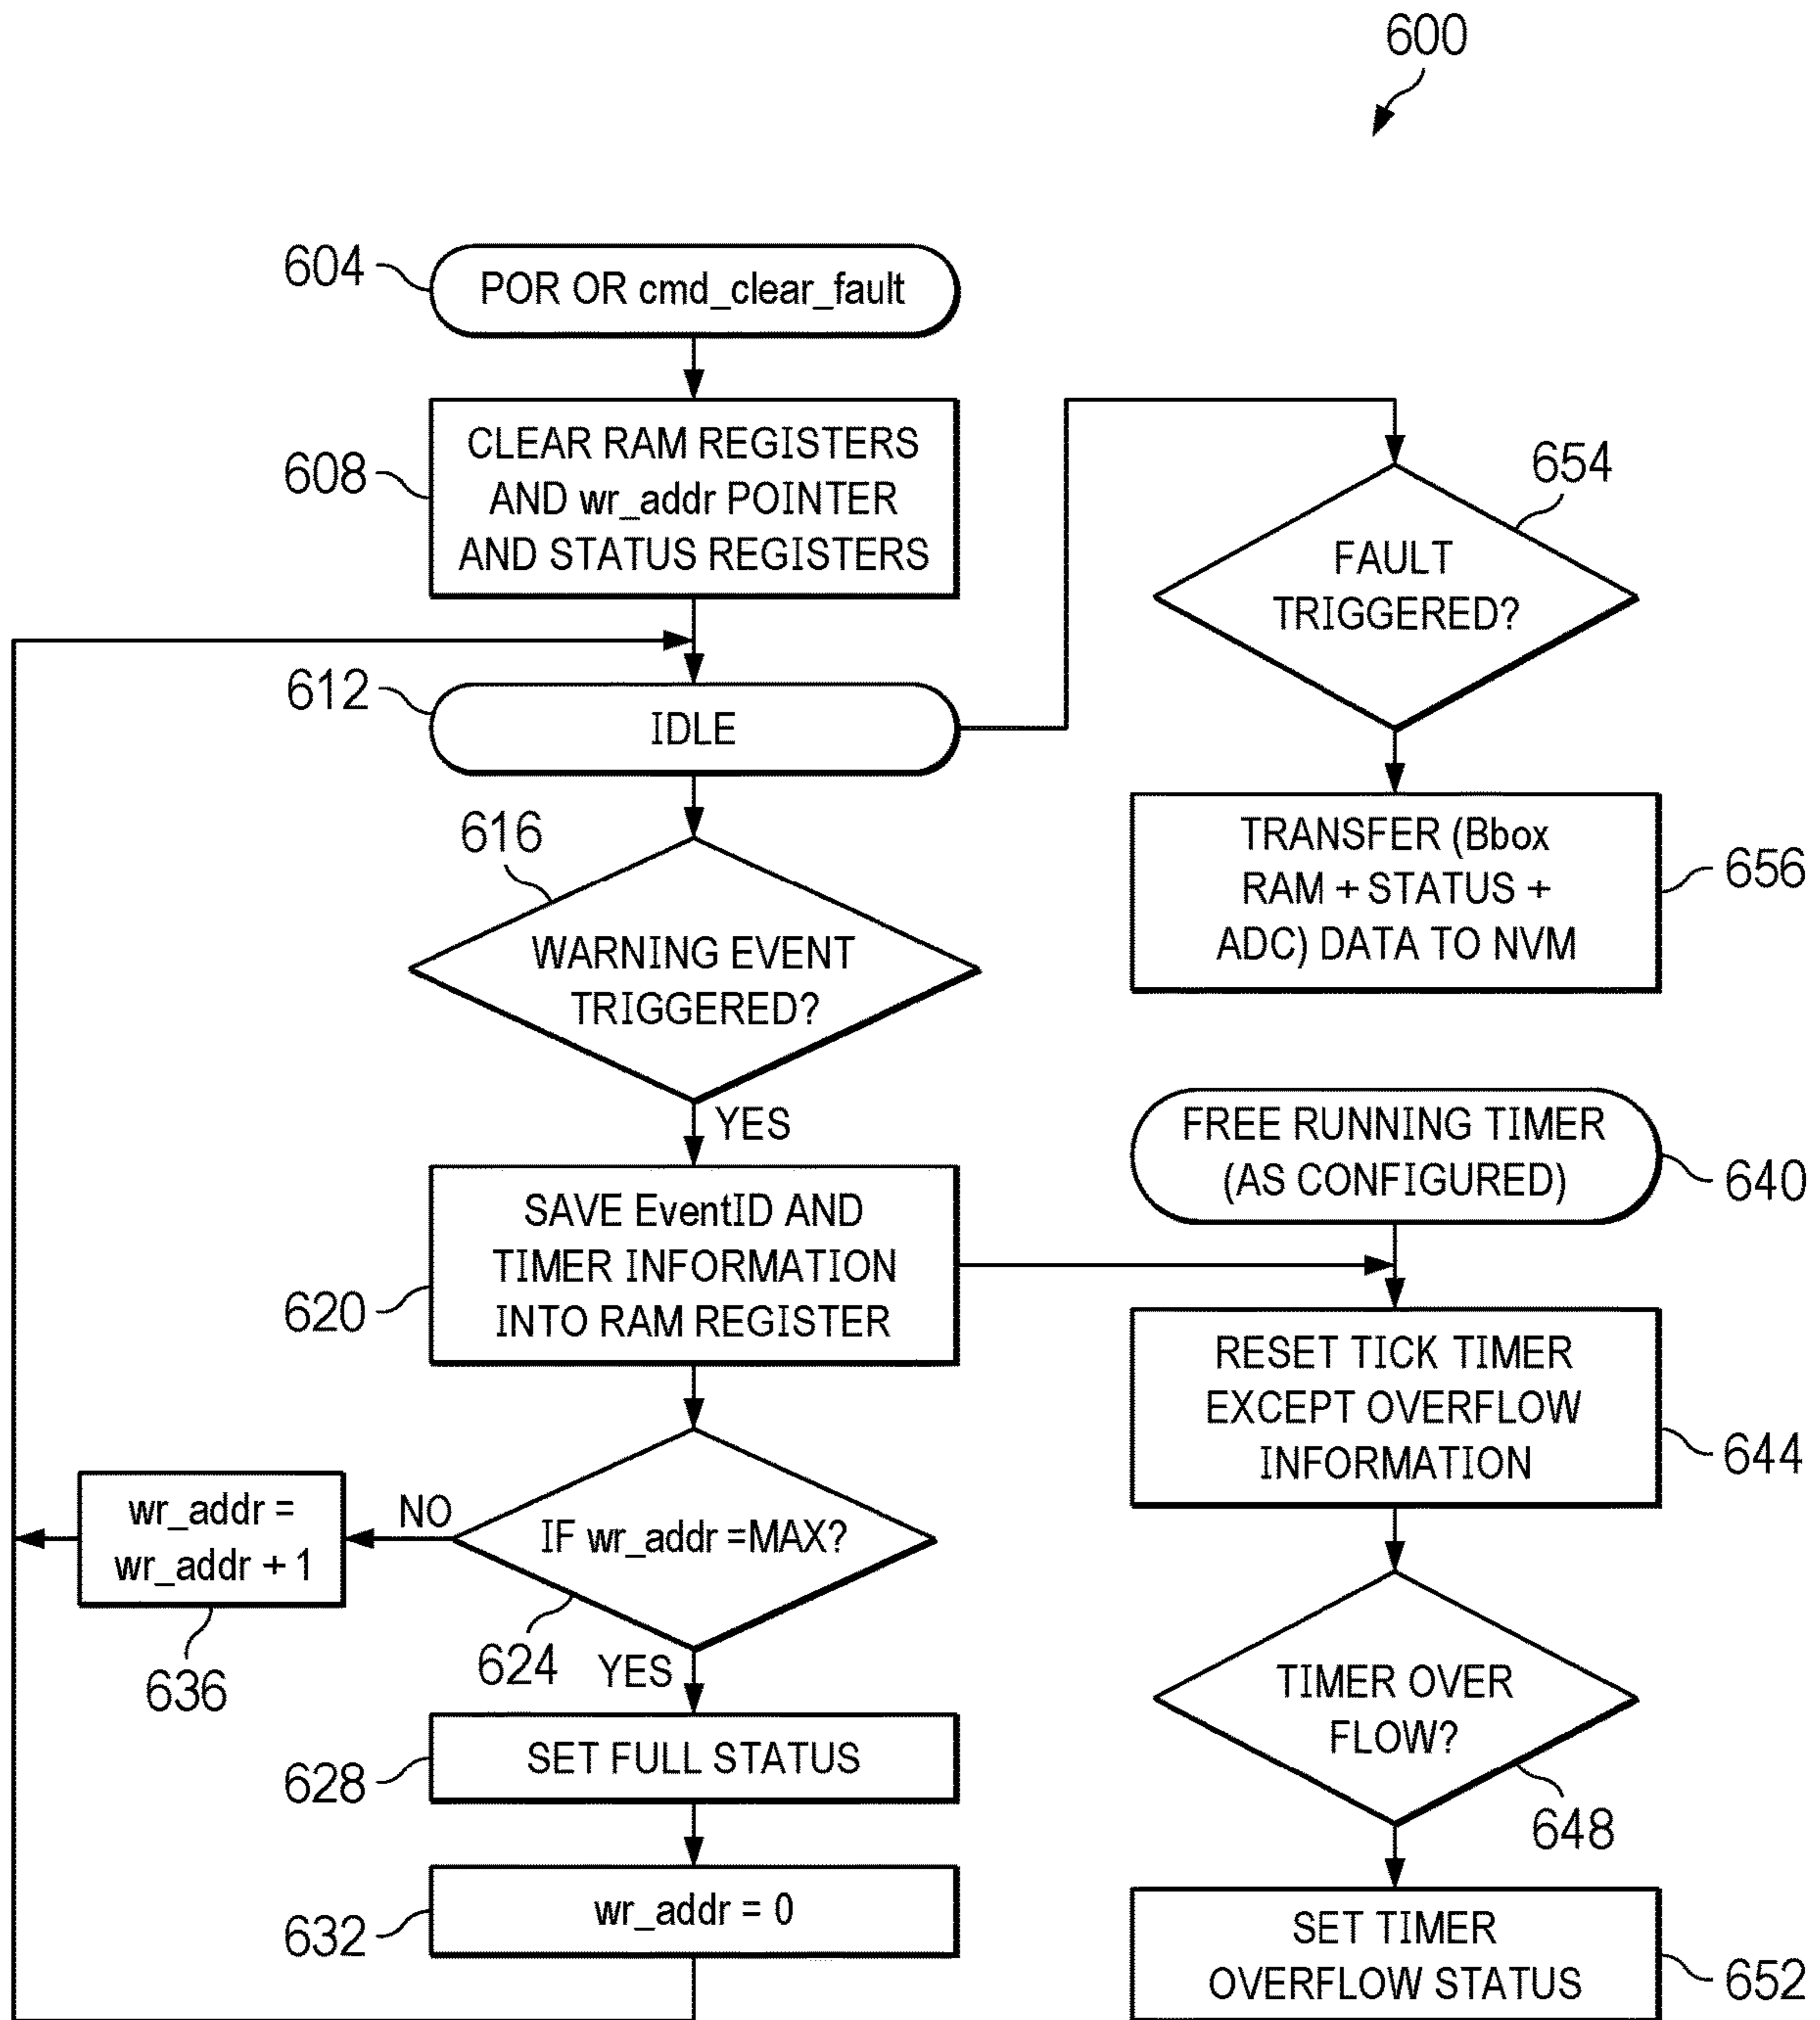 600
604
POR OR cmd_clear_fault
608
CLEAR RAM REGISTERS
AND wr_addr POINTER
AND STATUS REGISTERS
612
IDLE
616
WARNING EVENT
TRIGGERED?
YES
620
SAVE EventID AND
TIMER INFORMATION
INTO RAM REGISTER
624
IF wr_addr =MAX?
NO
636
wr_addr =
wr_addr + 1
YES
628
SET FULL STATUS
632
wr_addr = 0
654
FAULT
TRIGGERED?
656
TRANSFER (Bbox
RAM + STATUS +
ADC) DATA TO NVM
640
FREE RUNNING TIMER
(AS CONFIGURED)
644
RESET TICK TIMER
EXCEPT OVERFLOW
INFORMATION
648
TIMER OVER
FLOW?
652
SET TIMER
OVERFLOW STATUS